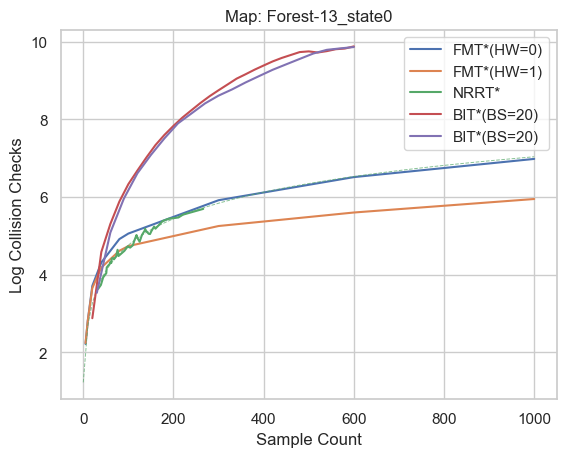 Map: Forest-13_state0
FMT*(HW=0)
FMT*(HW=1)
NRRT*
BIT*(BS=20)
BIT*(BS=20)
Log Collision Checks
10
8
6
4
2
0
200
400
600
800
1000
Sample Count